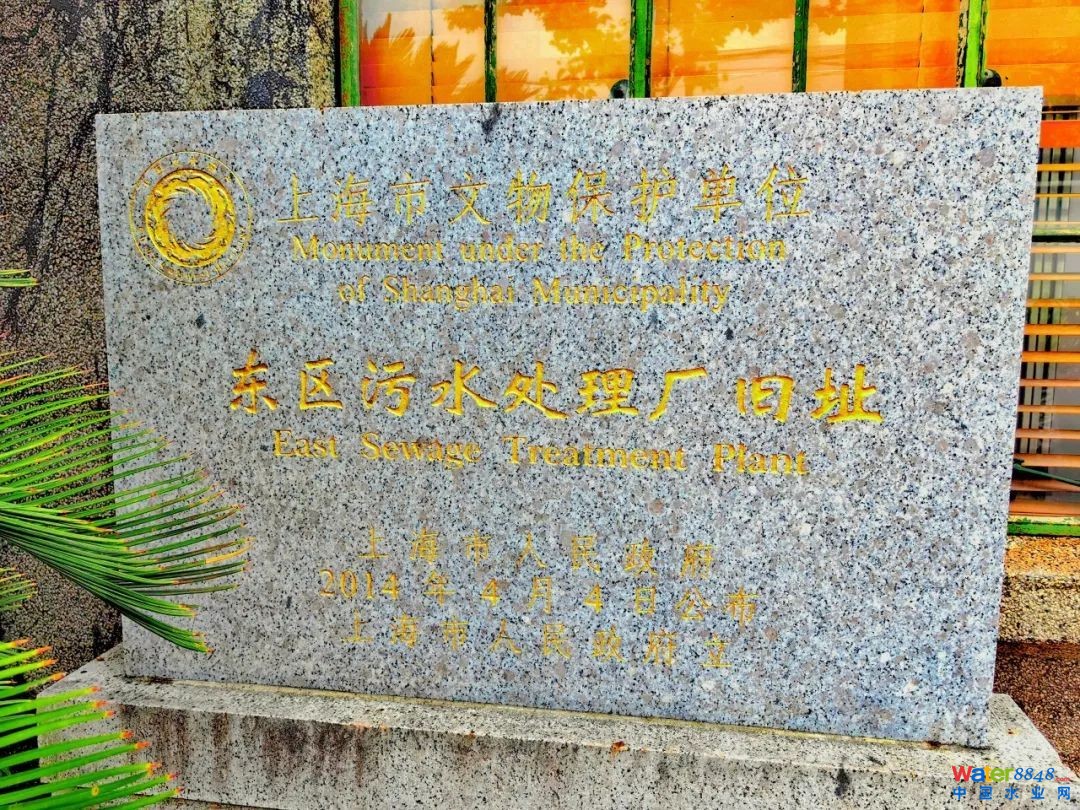 上海市文物保护单位
Monument under the Protection
of Shanghai Municipality
东区污水处理厂旧址
East Sewage Treatment Plant
上海市人民政府
2014年4月4日公布
上海市人民政府立
Water8848
中国水业网